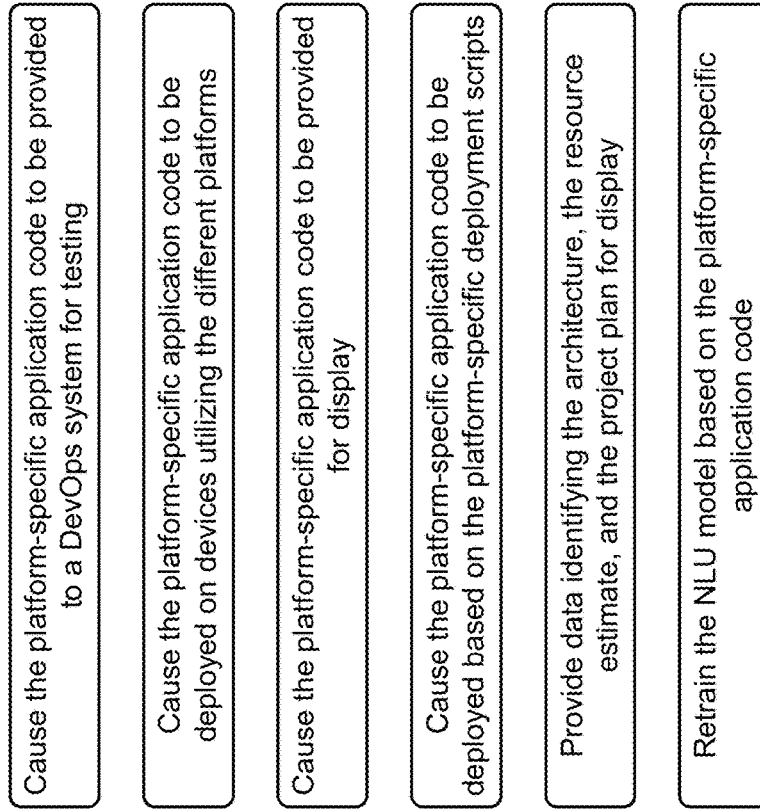 Cause the platform-specific application code to be provided
to a DevOps system for testing
Cause the platform-specific application code to be
deployed on devices utilizing the different platforms
Cause the platform-specific application code to be provided
for display
Cause the platform-specific application code to be
deployed based on the platform-specific deployment scripts
Provide data identifying the architecture, the resource
estimate, and the project plan for display
Retrain the NLU model based on the platform-specific
application code